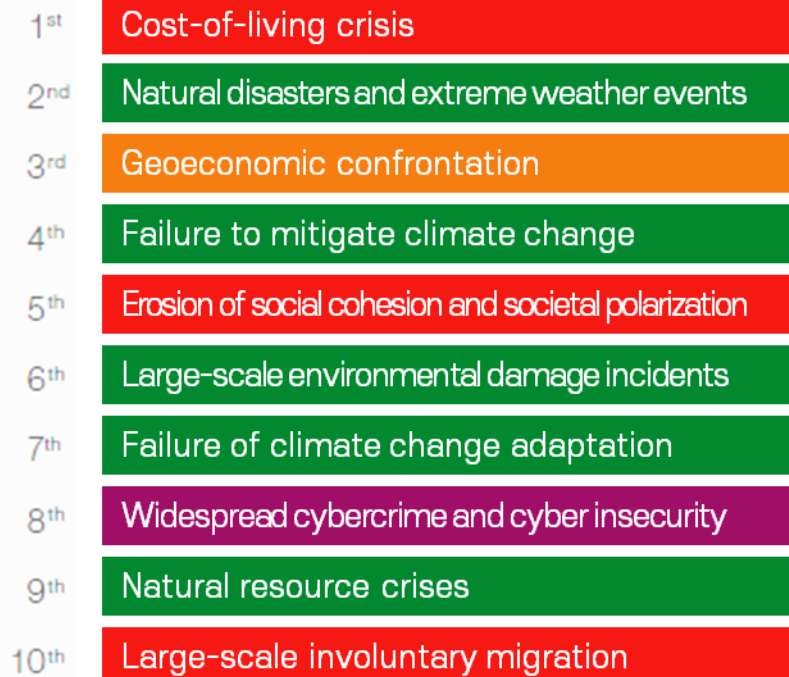 1st Cost-of-living crisis
2nd Natural disasters and extreme weather events
3rd Geoeconomic confrontation
4th Failure to mitigate climate change
5th Erosion of social cohesion and societal polarization
6th Large-scale environmental damage incidents
7th Failure of climate change adaptation
8th Widespread cybercrime and cyber insecurity
9th Natural resource crises
10th Large-scale involuntary migration